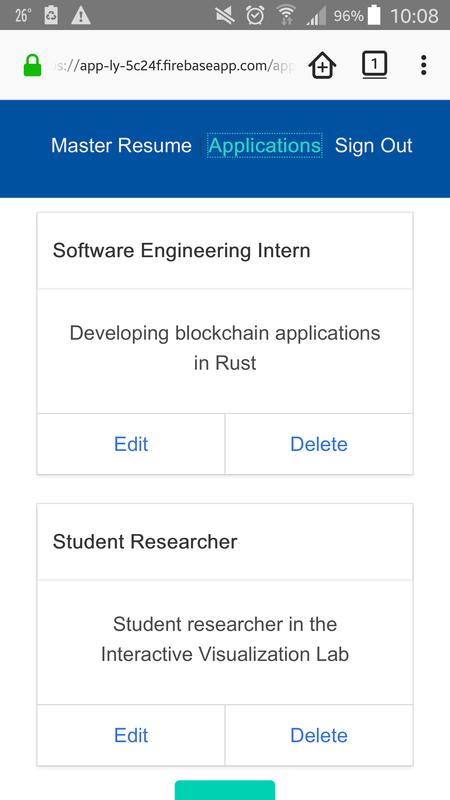 26°
96% 10:08
s://app-ly-5c24f.firebaseapp.com/app
1
Master Resume | Applications Sign Out
Software Engineering Intern
Developing blockchain applications
in Rust
Edit Delete
Student Researcher
Student researcher in the
Interactive Visualization Lab
Edit Delete